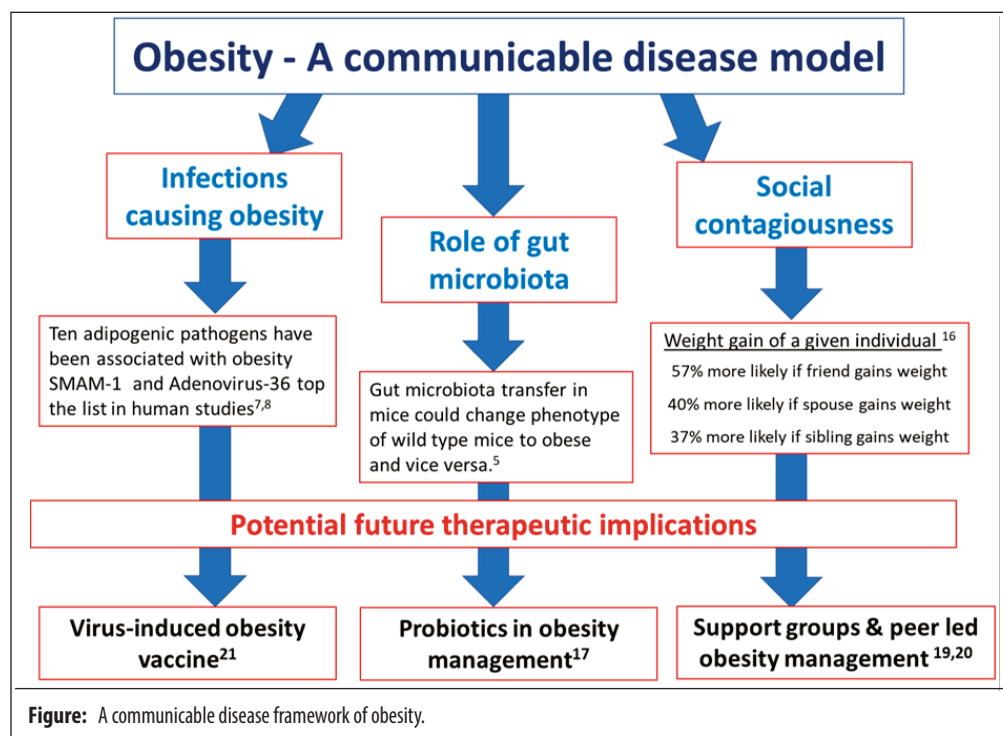 Obesity - A communicable disease model
Infections
causing obesity
Role of gut
microbiota
Social
contagiousness
Ten adipogenic pathogens have
been associated with obesity
SMAM-1 and Adenovirus-36 top
the list in human studies7,8
Gut microbiota transfer in
mice could change phenotype
of wild type mice to obese
and vice versa.5
Weight gain of a given individual 16
57% more likely if friend gains weight
40% more likely if spouse gains weight
37% more likely if sibling gains weight
Potential future therapeutic implications
Virus-induced obesity
vaccine21
Probiotics in obesity
management17
Support groups & peer led
obesity management 19,20
Figure: A communicable disease framework of obesity.